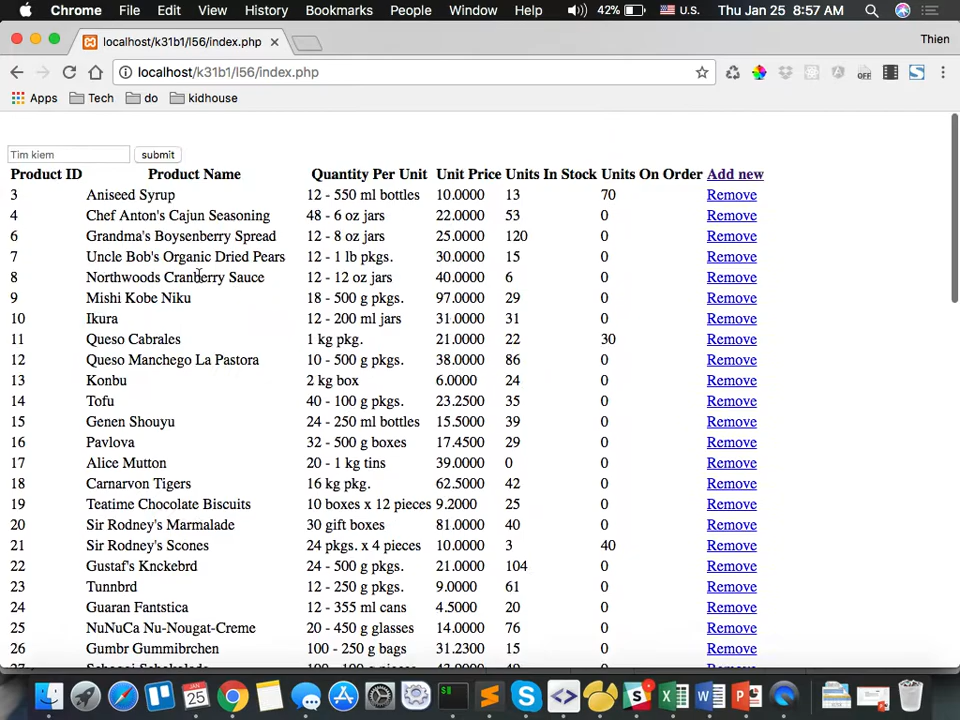 Chrome File Edit View History Bookmarks People Window Help 42% U.S. Thu Jan 25 8:57 AM
localhost/k31b1/l56/index.php Thien
localhost/k31b1/l56/index.php OFF
Apps Tech do kidhouse
Tim kiem submit
Product ID Product Name Quantity Per Unit Unit Price Units In Stock Units On Order Add new
3 Aniseed Syrup 12 - 550 ml bottles 10.0000 13 70 Remove
4 Chef Anton's Cajun Seasoning 48 - 6 oz jars 22.0000 53 0 Remove
6 Grandma's Boysenberry Spread 12 - 8 oz jars 25.0000 120 0 Remove
7 Uncle Bob's Organic Dried Pears 12 - 1 lb pkgs. 30.0000 15 0 Remove
8 Northwoods Cranberry Sauce 12 - 12 oz jars 40.0000 6 0 Remove
9 Mishi Kobe Niku 18 - 500 g pkgs. 97.0000 29 0 Remove
10 Ikura 12 - 200 ml jars 31.0000 31 0 Remove
11 Queso Cabrales 1 kg pkg. 21.0000 22 30 Remove
12 Queso Manchego La Pastora 10 - 500 g pkgs. 38.0000 86 0 Remove
13 Konbu 2 kg box 6.0000 24 0 Remove
14 Tofu 40 - 100 g pkgs. 23.2500 35 0 Remove
15 Genen Shouyu 24 - 250 ml bottles 15.5000 39 0 Remove
16 Pavlova 32 - 500 g boxes 17.4500 29 0 Remove
17 Alice Mutton 20 - 1 kg tins 39.0000 0 0 Remove
18 Carnarvon Tigers 16 kg pkg. 62.5000 42 0 Remove
19 Teatime Chocolate Biscuits 10 boxes x 12 pieces 9.2000 25 0 Remove
20 Sir Rodney's Marmalade 30 gift boxes 81.0000 40 0 Remove
21 Sir Rodney's Scones 24 pkgs. x 4 pieces 10.0000 3 40 Remove
22 Gustaf's Knckebrd 24 - 500 g pkgs. 21.0000 104 0 Remove
23 Tunnbrd 12 - 250 g pkgs. 9.0000 61 0 Remove
24 Guaran Fantstica 12 - 355 ml cans 4.5000 20 0 Remove
25 NuNuCa Nu-Nougat-Creme 20 - 450 g glasses 14.0000 76 0 Remove
26 Gumbr Gummibrchen 100 - 250 g bags 31.2300 15 0 Remove
25